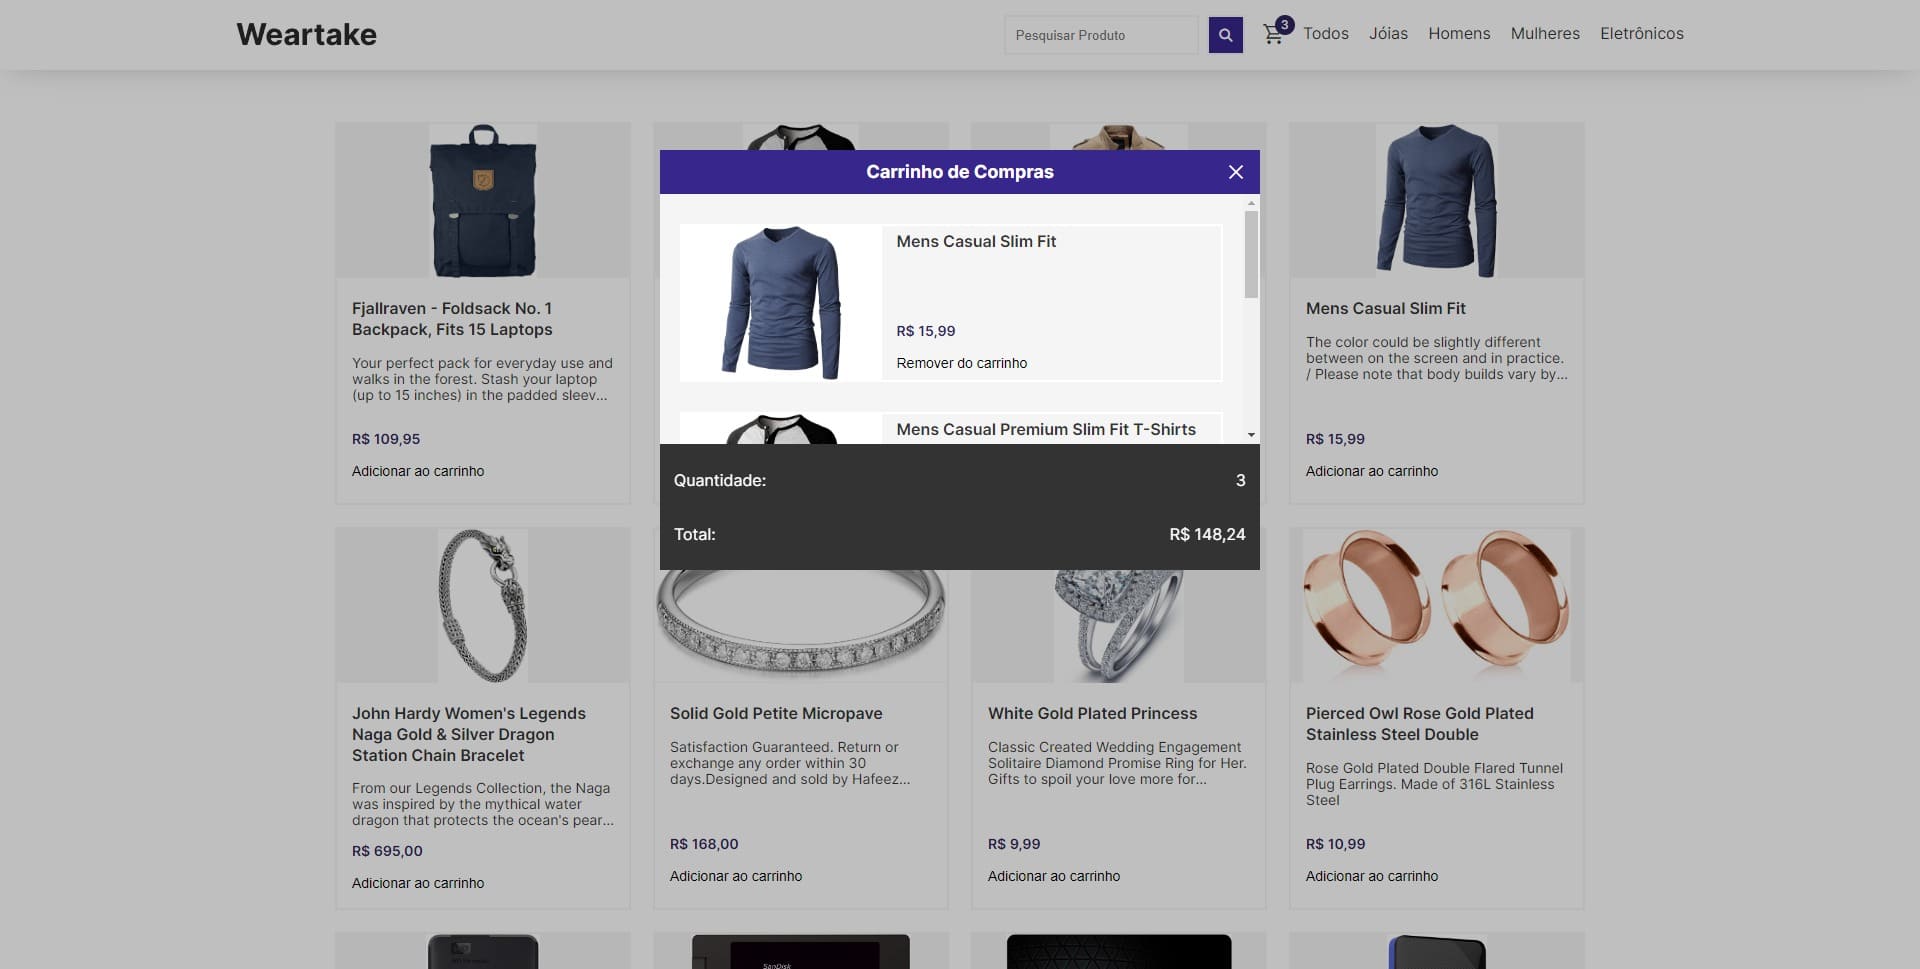 Weartake
Pesquisar Produto
3
Todos
Jóias
Homens
Mulheres
Eletrônicos
Carrinho de Compras
Mens Casual Slim Fit
R$ 15,99
Remover do carrinho
Mens Casual Premium Slim Fit T-Shirts
Quantidade:
3
Total:
R$ 148,24
Fjallraven - Foldsack No. 1
Backpack, Fits 15 Laptops
Your perfect pack for everyday use and
walks in the forest. Stash your laptop
(up to 15 inches) in the padded sleev...
R$ 109,95
Adicionar ao carrinho
Mens Casual Slim Fit
The color could be slightly different
between on the screen and in practice.
/ Please note that body builds vary by...
R$ 15,99
Adicionar ao carrinho
John Hardy Women's Legends
Naga Gold & Silver Dragon
Station Chain Bracelet
From our Legends Collection, the Naga
was inspired by the mythical water
dragon that protects the ocean's pear...
R$ 695,00
Adicionar ao carrinho
Solid Gold Petite Micropave
Satisfaction Guaranteed. Return or
exchange any order within 30
days.Designed and sold by Hafeez...
R$ 168,00
Adicionar ao carrinho
White Gold Plated Princess
Classic Created Wedding Engagement
Solitaire Diamond Promise Ring for Her.
Gifts to spoil your love more for...
R$ 9,99
Adicionar ao carrinho
Pierced Owl Rose Gold Plated
Stainless Steel Double
Rose Gold Plated Double Flared Tunnel
Plug Earrings. Made of 316L Stainless
Steel
R$ 10,99
Adicionar ao carrinho
SanDisk